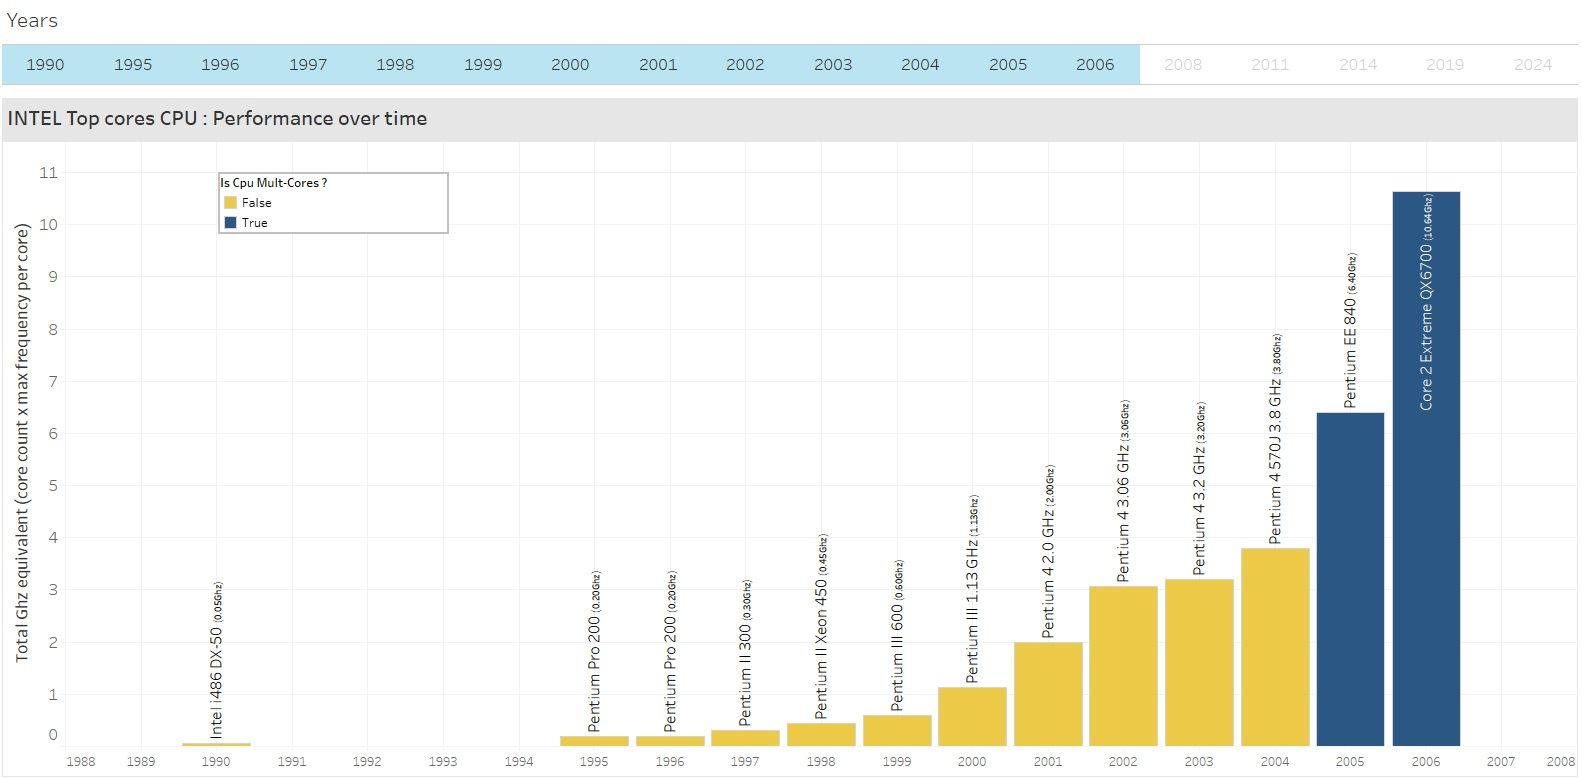 Years
1990 1995 1996 1997 1998 1999 2000 2001 2002 2003 2004 2005 2006 2008 2011 2014 2019 2024
INTEL Top cores CPU : Performance over time
Total Ghz equivalent (core count x max frequency per core)
11
10
9
8
7
6
5
4
3
2
1
0
Is Cpu Mult-Cores ?
False
True
Intel i486 DX-50 (0.05Ghz)
Pentium Pro 200 (0.20Ghz)
Pentium Pro 200 (0.20Ghz)
Pentium II 300 (0.30Ghz)
Pentium II Xeon 450 (0.45Ghz)
Pentium III 600 (0.60Ghz)
Pentium III 1.13 GHz (1.13Ghz)
Pentium 4 2.0 GHz (2.00Ghz)
Pentium 4 3.06 GHz (3.06Ghz)
Pentium 4 3.2 GHz (3.20Ghz)
Pentium 4 570J 3.8 GHz (3.80Ghz)
Pentium EE 840 (6.40Ghz)
Core 2 Extreme QX6700 (10.64Ghz)
1988 1989 1990 1991 1992 1993 1994 1995 1996 1997 1998 1999 2000 2001 2002 2003 2004 2005 2006 2007 2008